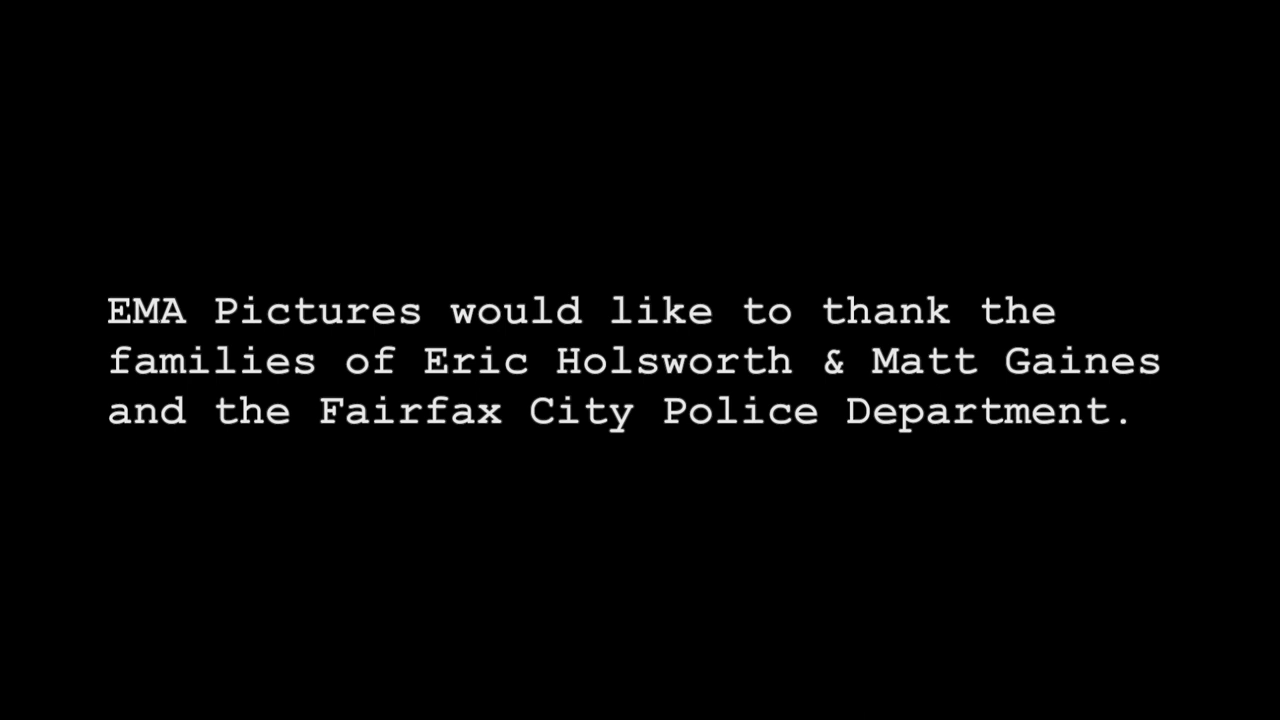 EMA Pictures would like to thank the
families of Eric Holsworth & Matt Gaines
and the Fairfax City Police Department.